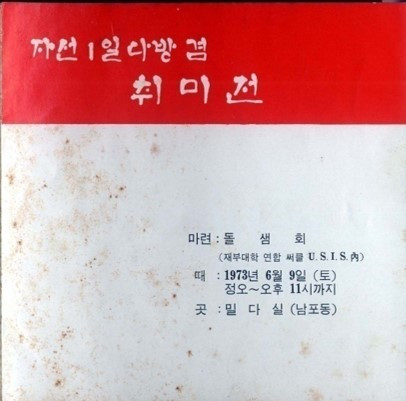 자선 1일 다방 겸
취미전
마련 : 돌 샘 회
(재부대학 연합 써클 U.S.I.S.內)
때 : 1973년 6월 9일 (토)
정오~오후 11시까지
곳 : 밀 다 실 (남포동)